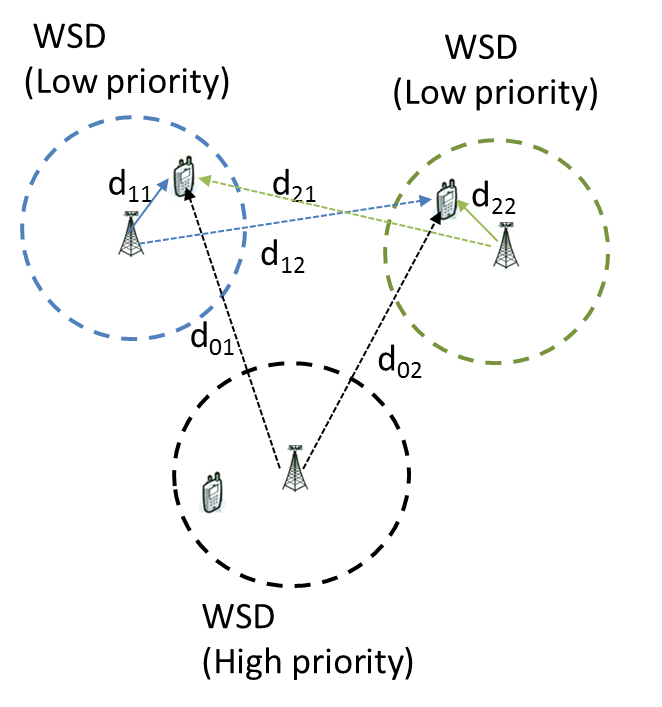 WSD
(Low priority)
WSD
(Low priority)
d₁₁
d₂₁
d₂₂
d₁₂
d₀₁
d₀₂
WSD
(High priority)